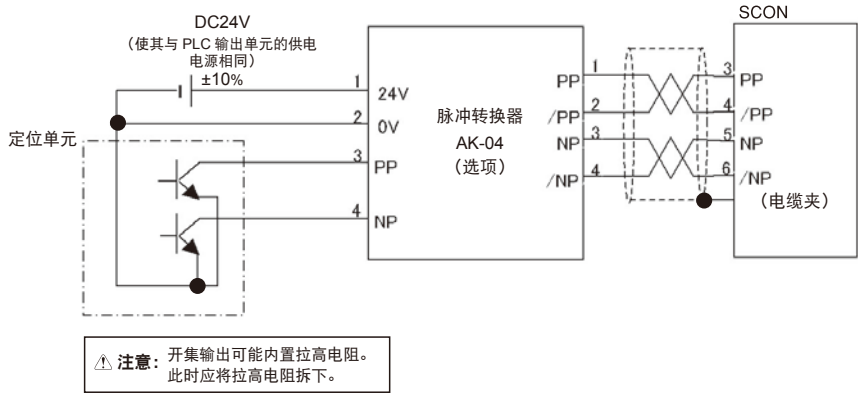 DC24V
（使其与 PLC 输出单元的供电
电源相同）
±10%
定位单元
1
2
3
4
24V
0V
PP
NP
脉冲转换器
AK-04
（选项）
PP
/PP
NP
/NP
1
2
3
4
SCON
3
4
5
6
PP
/PP
NP
/NP
（电缆夹）
注意：开集输出可能内置拉高电阻。
此时应将拉高电阻拆下。